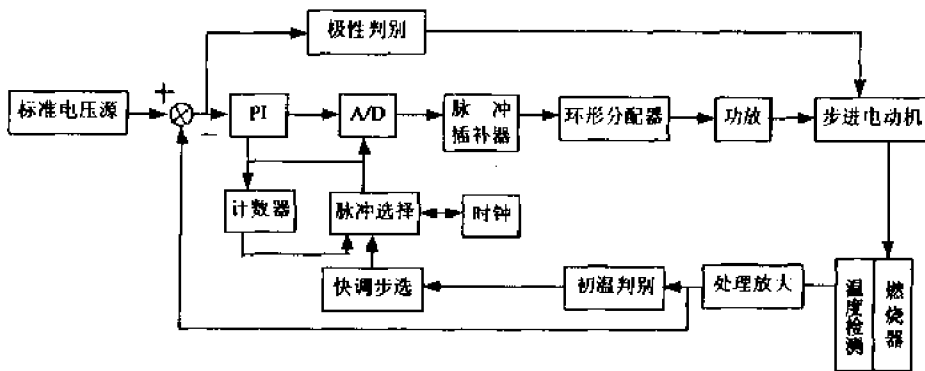 极性判别
标准电压源
+
−
PI
A/D
脉 冲
插补器
环形分配器
功放
步进电动机
计数器
脉冲选择
时钟
快调步选
初温判别
处理放大
温度检测
燃烧器